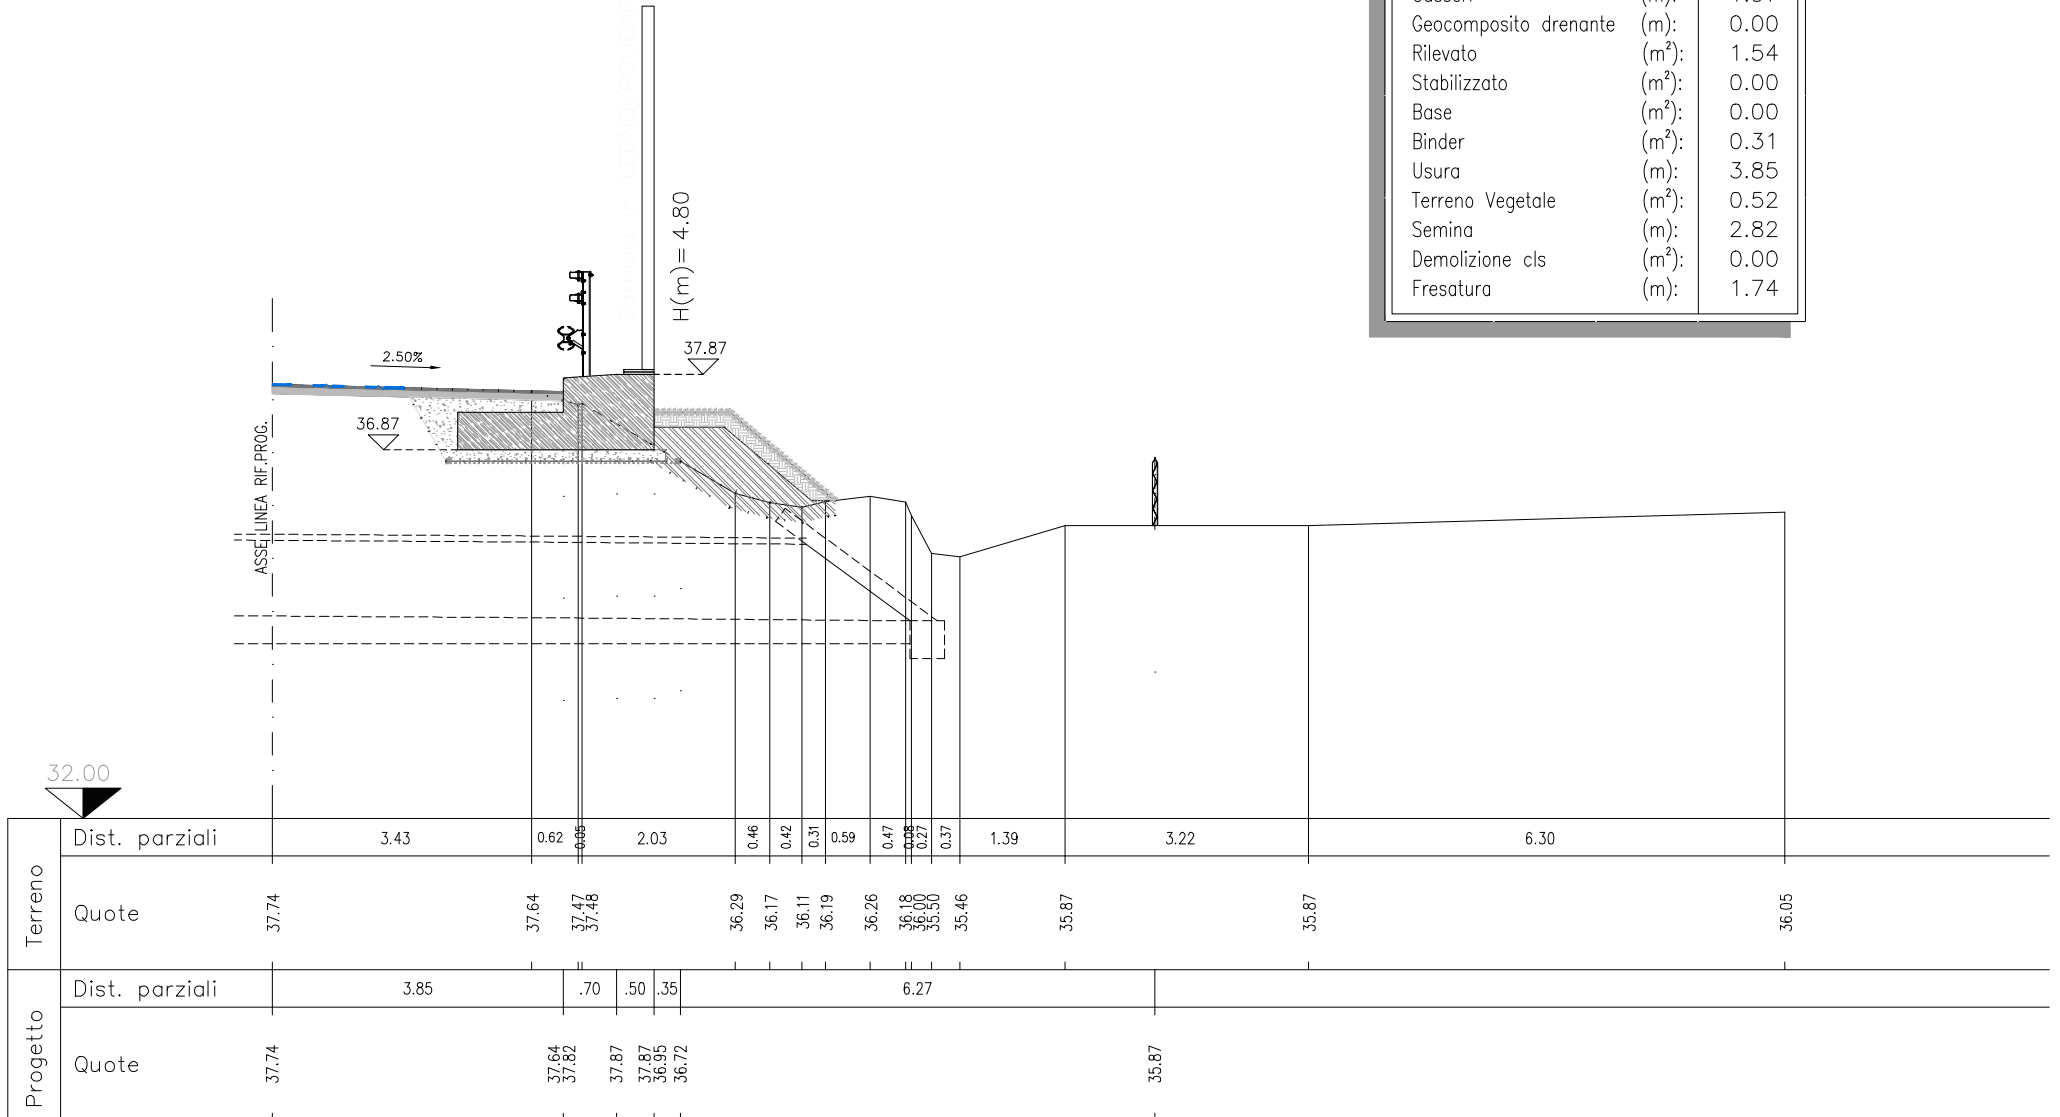 Geocomposito drenante (m): 0.00
Rilevato (m²): 1.54
Stabilizzato (m²): 0.00
Base (m²): 0.00
Binder (m²): 0.31
Usura (m): 3.85
Terreno Vegetale (m²): 0.52
Semina (m): 2.82
Demolizione cls (m²): 0.00
Fresatura (m): 1.74
H(m)= 4.80
37.87
2.50%
36.87
ASSE LINEA RIF.PROG.
32.00
Terreno
Dist. parziali 3.43 0.62 0.05 2.03 0.46 0.42 0.31 0.59 0.47 0.08 0.27 0.37 1.39 3.22 6.30
Quote 37.74 37.64 37.47 37.48 36.29 36.17 36.11 36.19 36.26 36.18 36.00 35.50 35.46 35.87 35.87 36.05
Progetto
Dist. parziali 3.85 .70 .50 .35 6.27
Quote 37.74 37.64 37.82 37.87 37.87 36.95 36.72 35.87